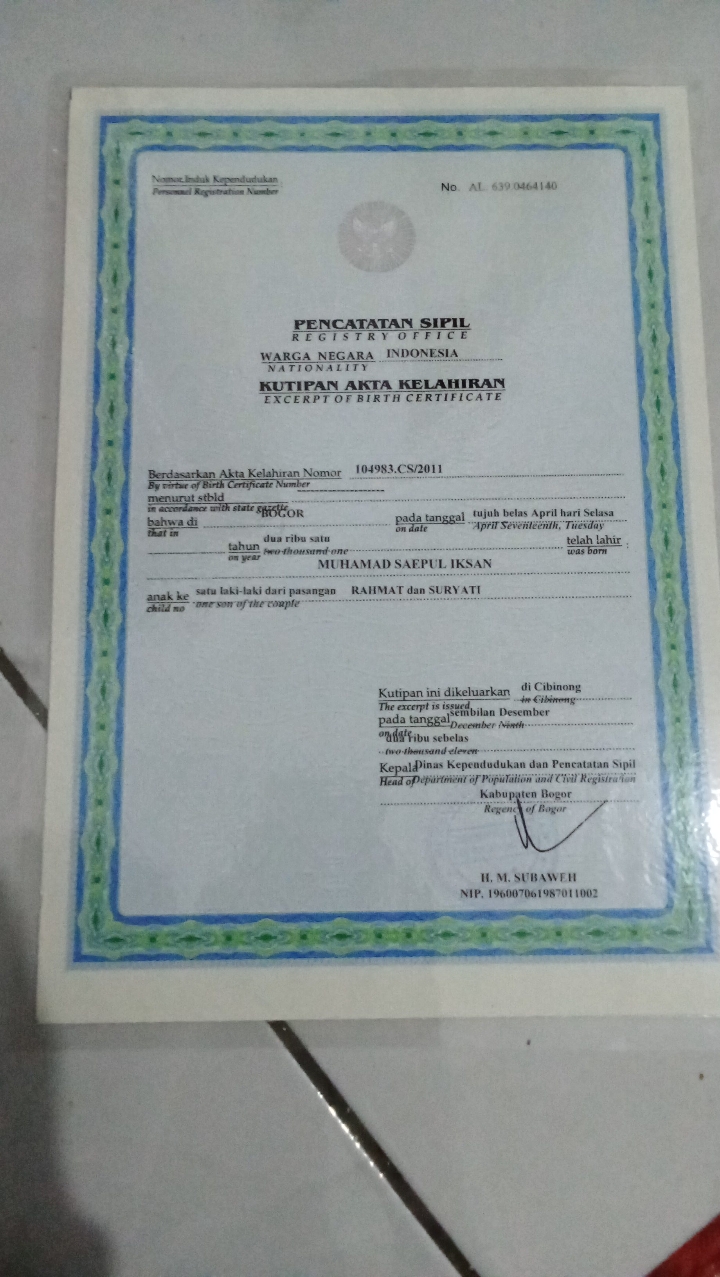 Nomor Induk Kependudukan
Personnel Registration Number
No. AL 639.0464140
PENCATATAN SIPIL
REGISTRY OFFICE
WARGA NEGARA INDONESIA
NATIONALITY
KUTIPAN AKTA KELAHIRAN
EXCERPT OF BIRTH CERTIFICATE
Berdasarkan Akta Kelahiran Nomor 104983.CS/2011
By virtue of Birth Certificate Number
menurut stbld
in accordance with state gazette
bahwa di BOGOR pada tanggal tujuh belas April hari Selasa
that in on date April Seventeenth, Tuesday
tahun dua ribu satu telah lahir
on year two thousand one was born
MUHAMAD SAEPUL IKSAN
anak ke satu laki-laki dari pasangan RAHMAT dan SURYATI
child no one son of the couple
Kutipan ini dikeluarkan di Cibinong
The excerpt is issued in Cibinong
pada tanggal sembilan Desember
on date December Ninth
dua ribu sebelas
two thousand eleven
Kepala Dinas Kependudukan dan Pencatatan Sipil
Head of Department of Population and Civil Registration
Kabupaten Bogor
Regency of Bogor
H. M. SUBAWEH
NIP. 196007061987011002